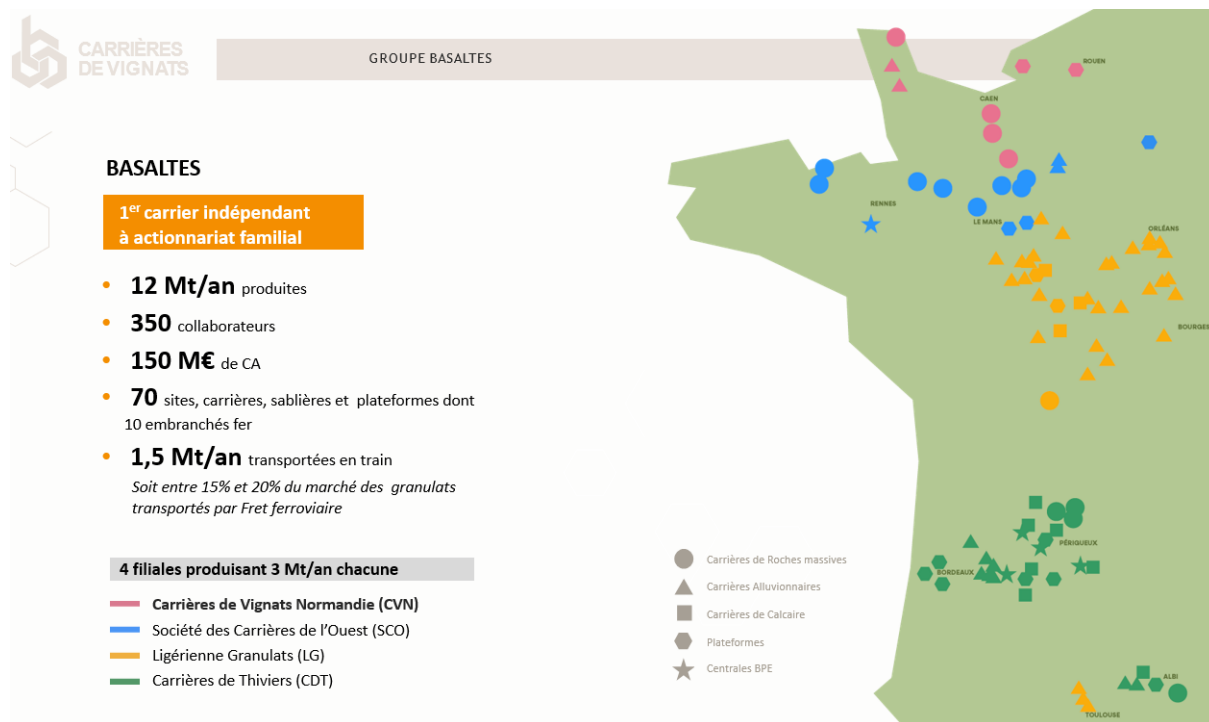 CARRIÈRES
DE VIGNATS
GROUPE BASALTES
BASALTES
1er carrier indépendant
à actionnariat familial
• 12 Mt/an produites
• 350 collaborateurs
• 150 M€ de CA
• 70 sites, carrières, sablières et plateformes dont
10 embranchés fer
• 1,5 Mt/an transportées en train
Soit entre 15% et 20% du marché des granulats
transportés par Fret ferroviaire
4 filiales produisant 3 Mt/an chacune
Carrières de Vignats Normandie (CVN)
Société des Carrières de l'Ouest (SCO)
Ligérienne Granulats (LG)
Carrières de Thiviers (CDT)
Carrières de Roches massives
Carrières Alluvionnaires
Carrières de Calcaire
Plateformes
Centrales BPE
ROUEN
CAEN
RENNES
LE MANS
ORLÉANS
BOURGES
PÉRIGUEUX
BORDEAUX
ALBI
TOULOUSE